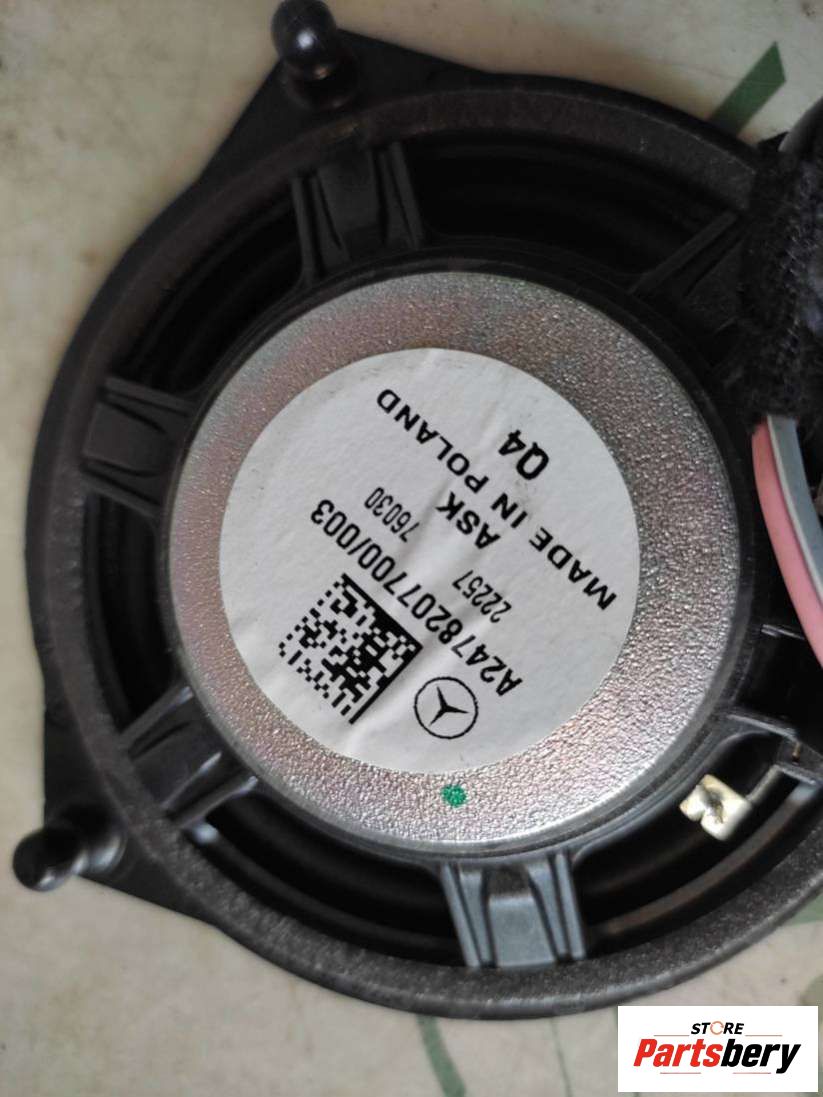 A2478207700/003
22257 76030
ASK
MADE IN POLAND
Q4
STORE
Partsbery